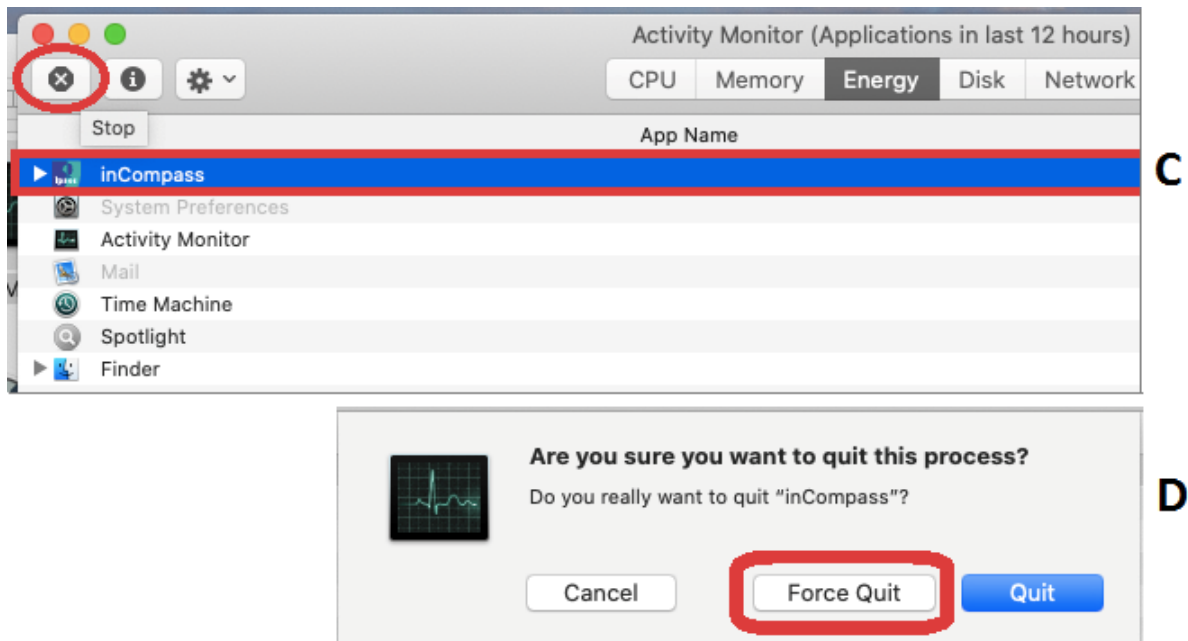 Activity Monitor (Applications in last 12 hours)
CPU Memory Energy Disk Network
Stop
App Name
inCompass
C
System Preferences
Activity Monitor
Mail
Time Machine
Spotlight
Finder
Are you sure you want to quit this process?
Do you really want to quit “inCompass”?
D
Cancel Force Quit Quit